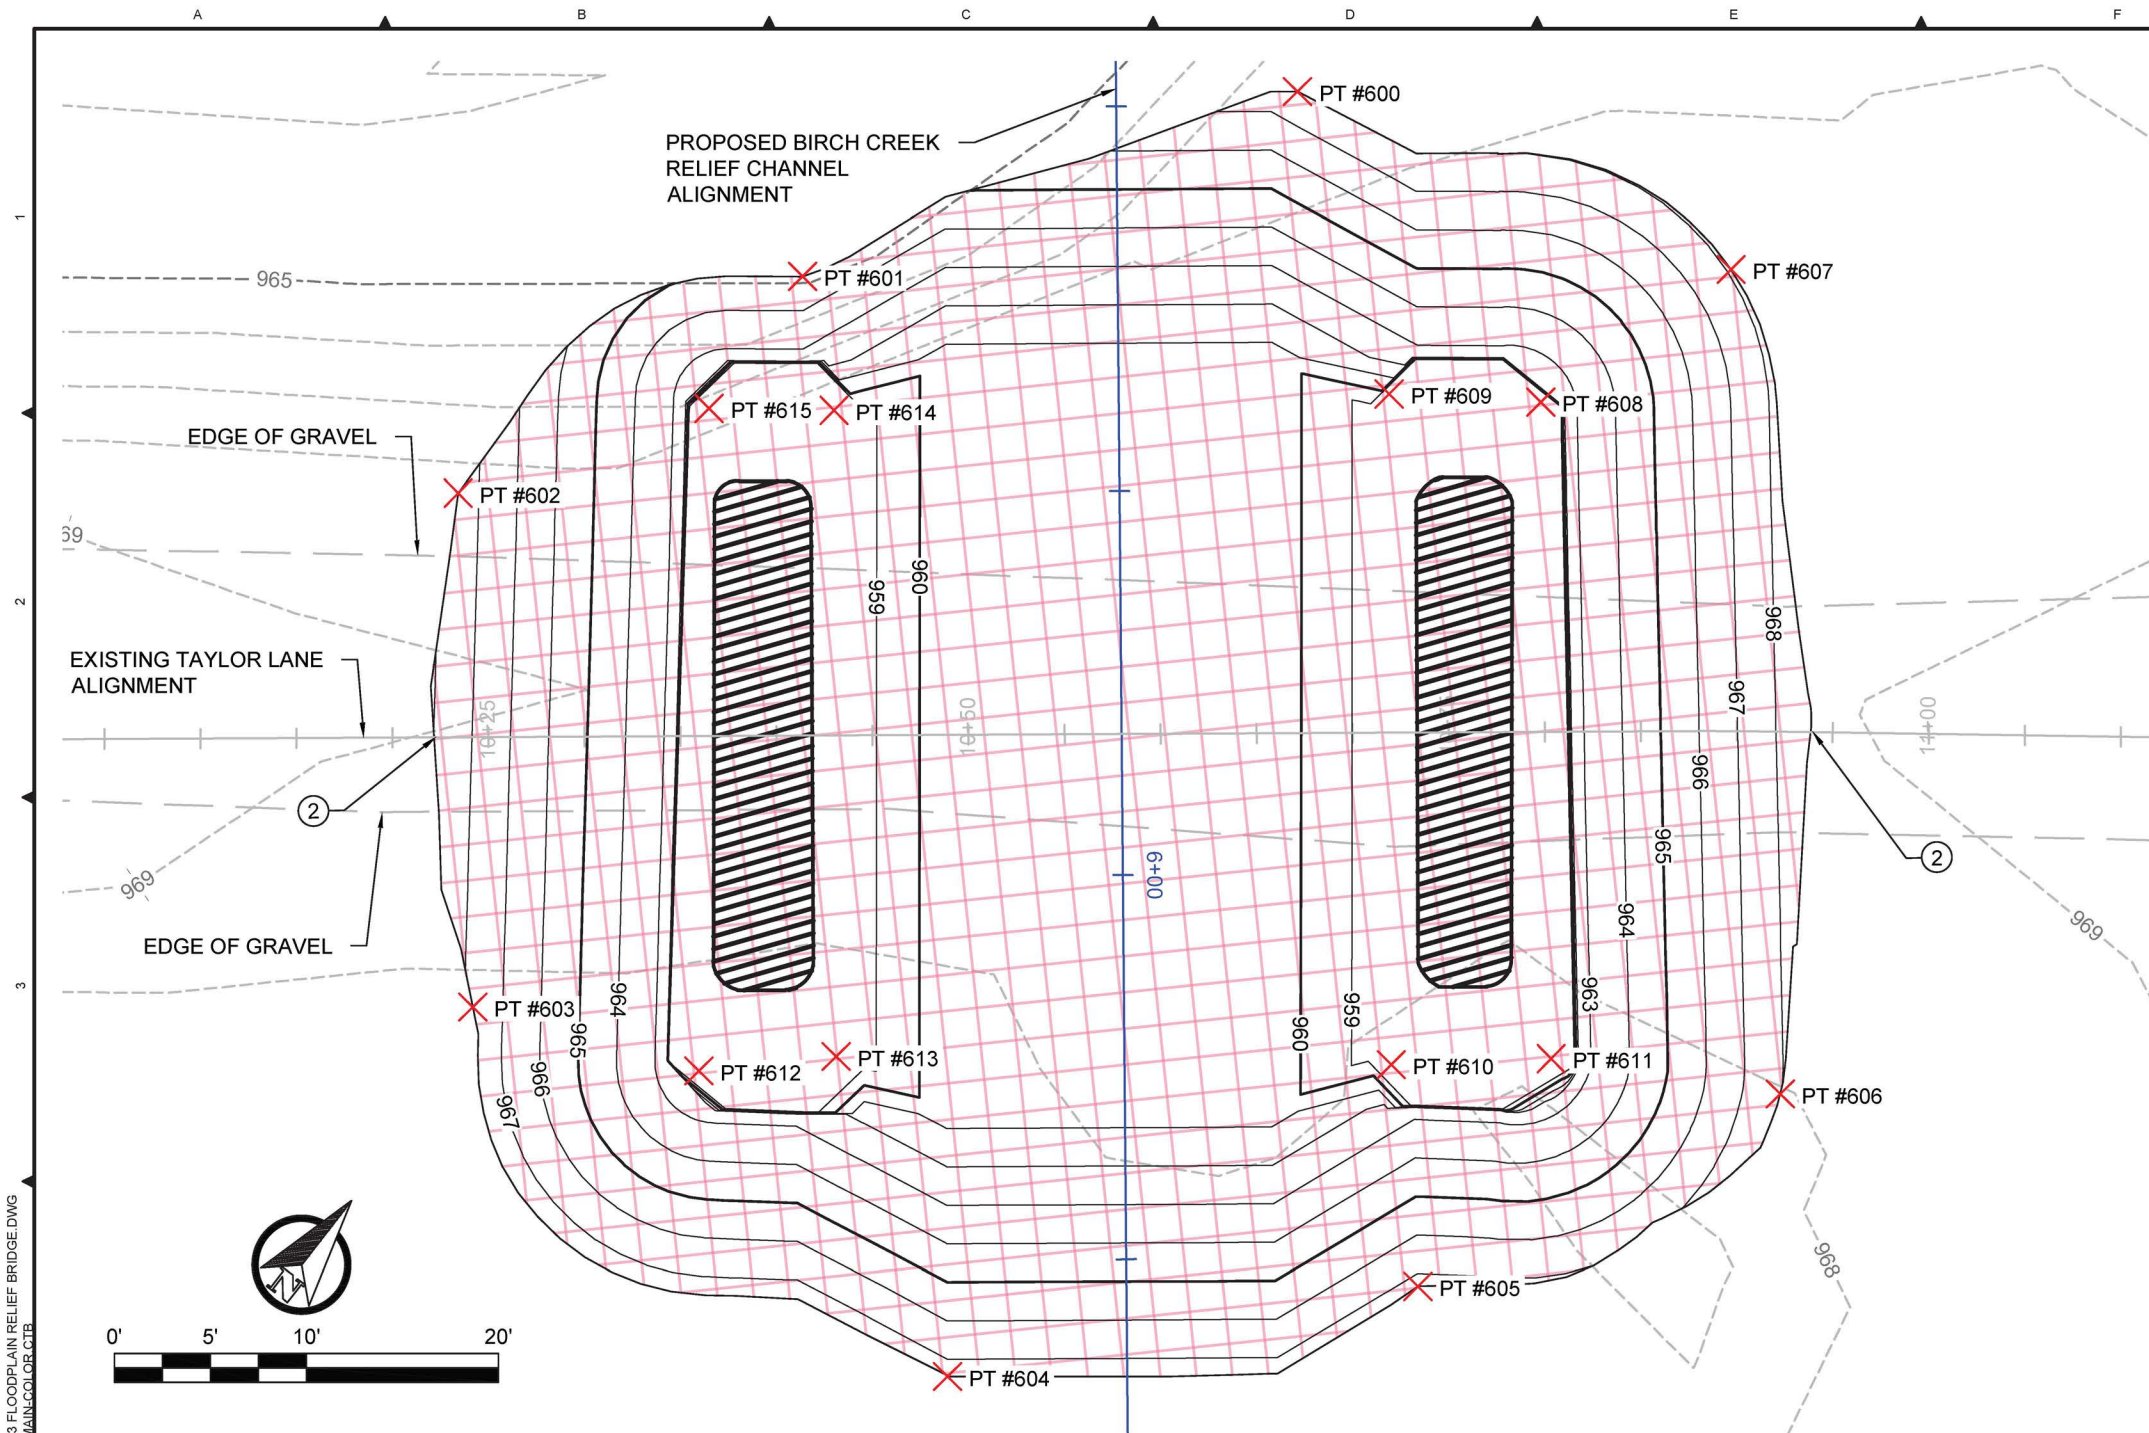 A B C D E F
PT #600
PROPOSED BIRCH CREEK
RELIEF CHANNEL
ALIGNMENT
1
965
PT #601
PT #607
PT #615
PT #614
PT #609
PT #608
EDGE OF GRAVEL
PT #602
959
960
2
968
EXISTING TAYLOR LANE
ALIGNMENT
967
10+25
10+50
11+00
966
2
965
6+00
2
969
964
969
EDGE OF GRAVEL
3
963
964
PT #603
959
960
965
PT #613
PT #611
PT #612
PT #610
966
967
PT #606
N
968
PT #605
0' 5' 10' 20'
PT #604
3 FLOODPLAIN RELIEF BRIDGE.DWG
MAIN-COLOR.CTB